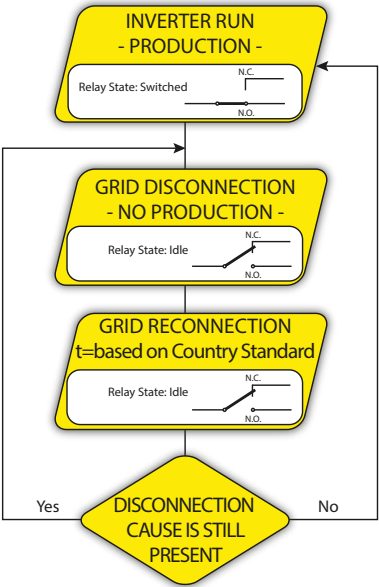 INVERTER RUN
- PRODUCTION -
Relay State: Switched
N.C.
N.O.
GRID DISCONNECTION
- NO PRODUCTION -
Relay State: Idle
N.C.
N.O.
GRID RECONNECTION
t=based on Country Standard
Relay State: Idle
N.C.
N.O.
Yes
DISCONNECTION
CAUSE IS STILL
PRESENT
No